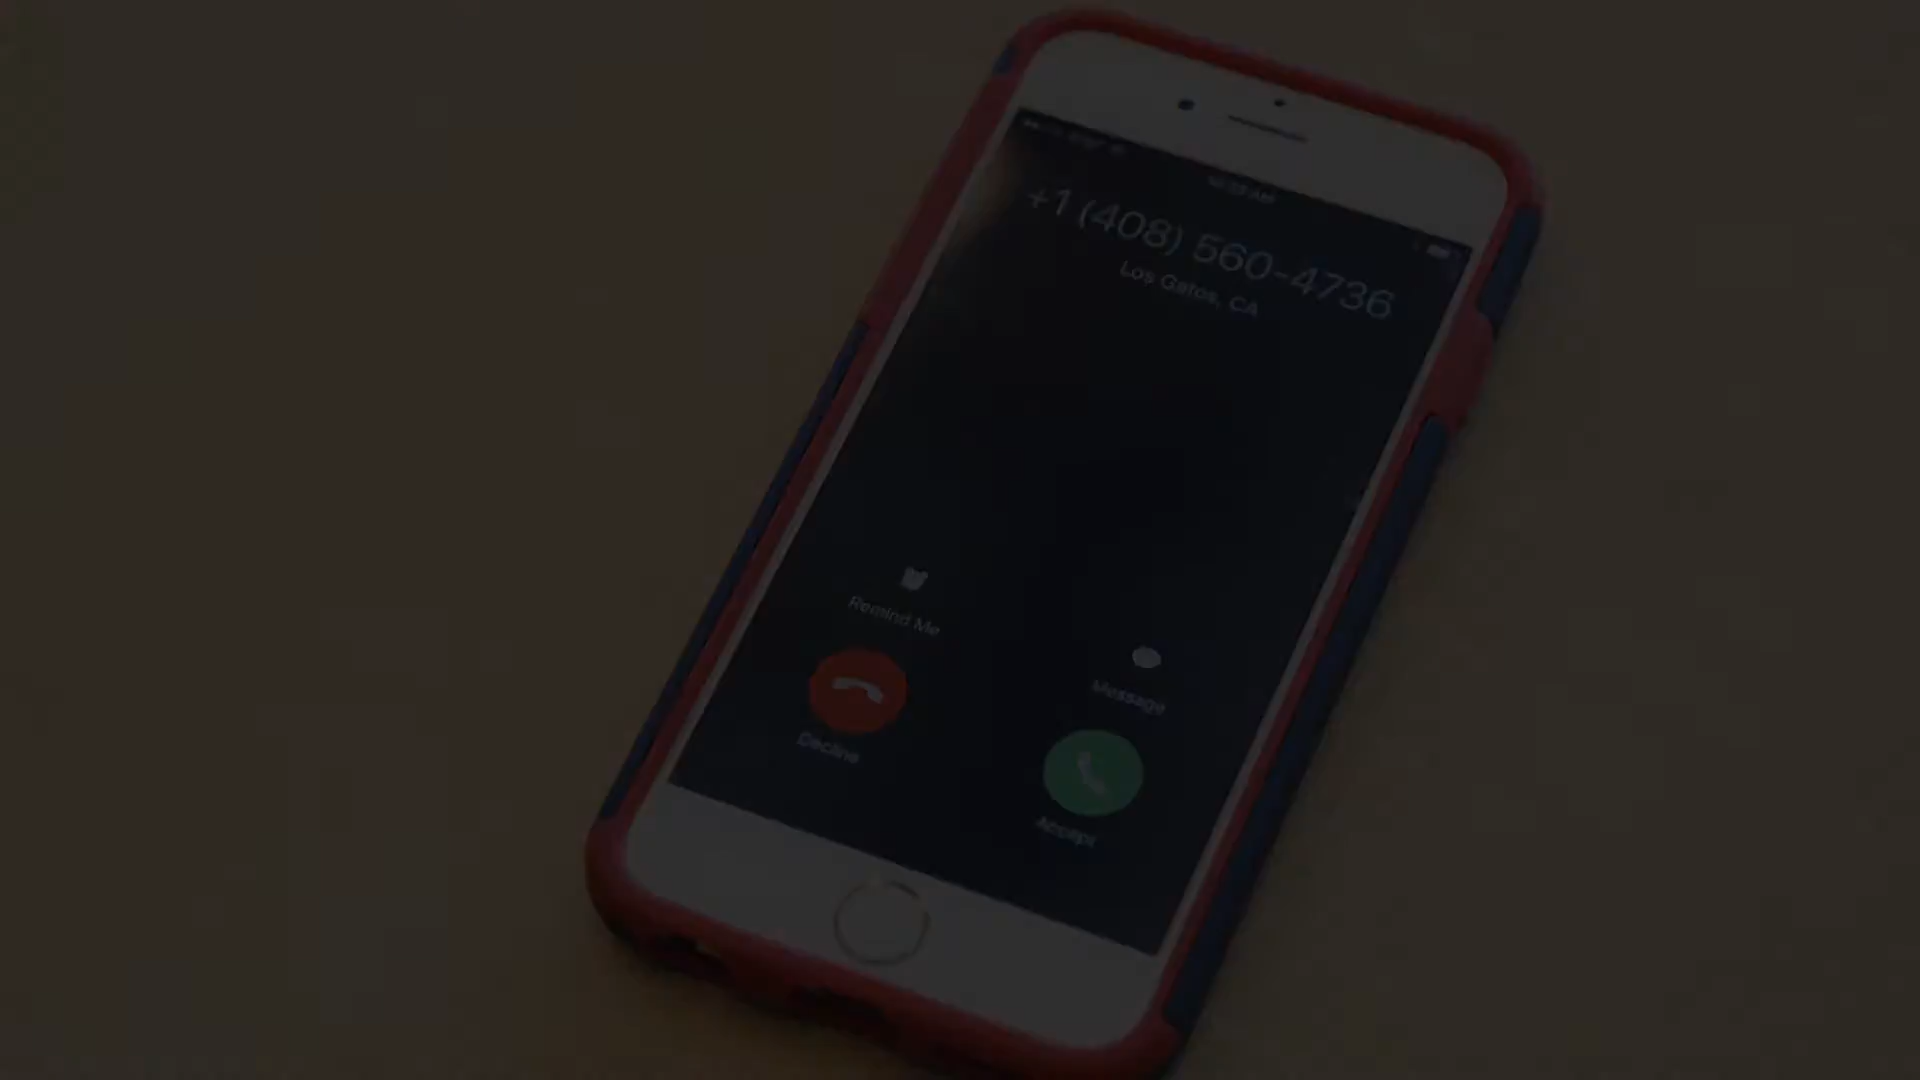 +1 (408) 560-4736
Los Gatos, CA
Remind Me
Message
Decline
Accept